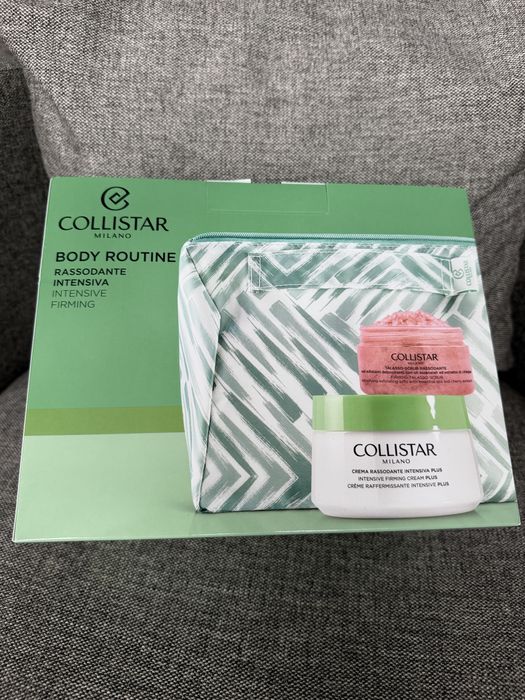 COLLISTAR
MILANO
BODY ROUTINE
RASSODANTE
INTENSIVA
INTENSIVE
FIRMING
COLLISTAR
MILANO
TALASSO-SCRUB RASSODANTE
FIRMING TALASSO-SCRUB
COLLISTAR
MILANO
CREMA RASSODANTE INTENSIVA PLUS
INTENSIVE FIRMING CREAM PLUS
CRÈME RAFFERMISSANTE INTENSIVE PLUS